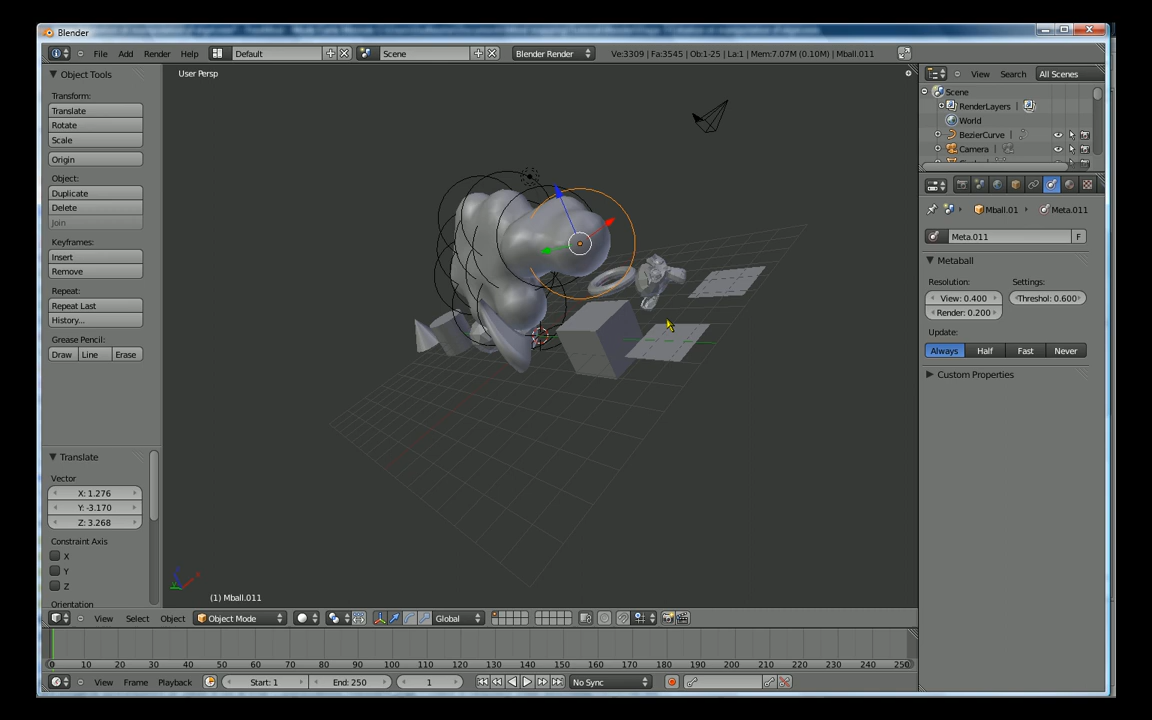 Blender
File Add Render Help Default Scene Blender Render Ve:3309 | Fa:3545 | Ob:1-25 | La:1 | Mem:7.07M (0.10M) | Mball.011
Object Tools
Transform:
Translate
Rotate
Scale
Origin
Object:
Duplicate
Delete
Join
Keyframes:
Insert
Remove
Repeat:
Repeat Last
History...
Grease Pencil:
Draw Line Erase
Translate
Vector
X: 1.276
Y: -3.170
Z: 3.268
Constraint Axis
X
Y
Z
Orientation
User Persp
(1) Mball.011
View Select Object Object Mode Global
0 10 20 30 40 50 60 70 80 90 100 110 120 130 140 150 160 170 180 190 200 210 220 230 240 250
View Frame Playback Start: 1 End: 250 1 No Sync
View Search All Scenes
Scene
RenderLayers
World
BezierCurve
Camera
Mball.01 Meta.011
Meta.011 F
Metaball
Resolution: Settings:
View: 0.400 Threshol: 0.600
Render: 0.200
Update:
Always Half Fast Never
Custom Properties